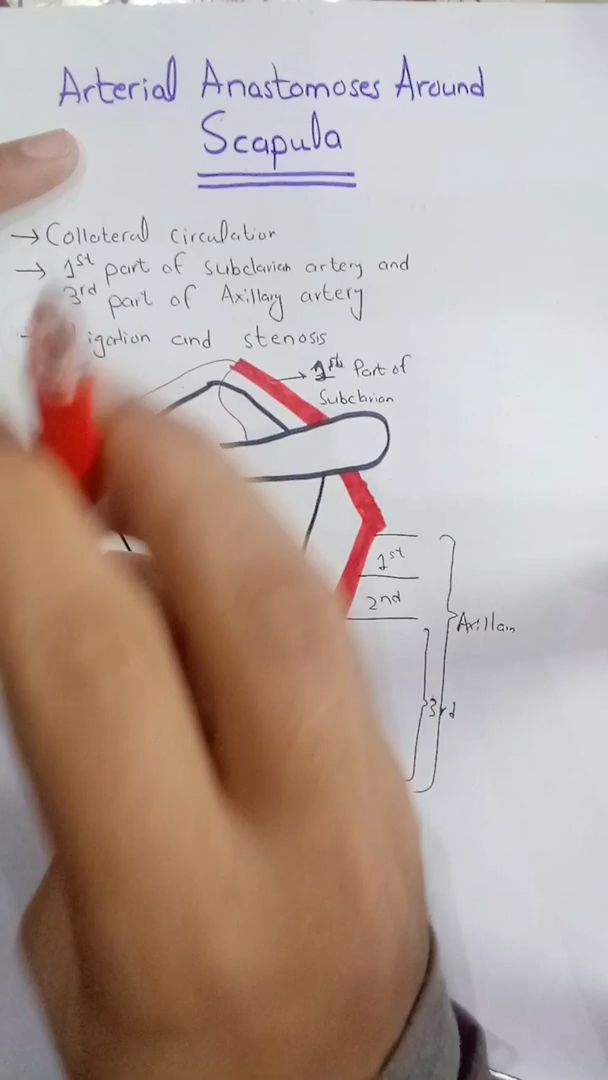 Arterial Anastomoses Around
Scapula
→ Collateral circulation
→ 1st part of subclavian artery and
3rd part of Axillary artery
igation and stenosis
1st Part of
Subclavian
1st
2nd
3rd